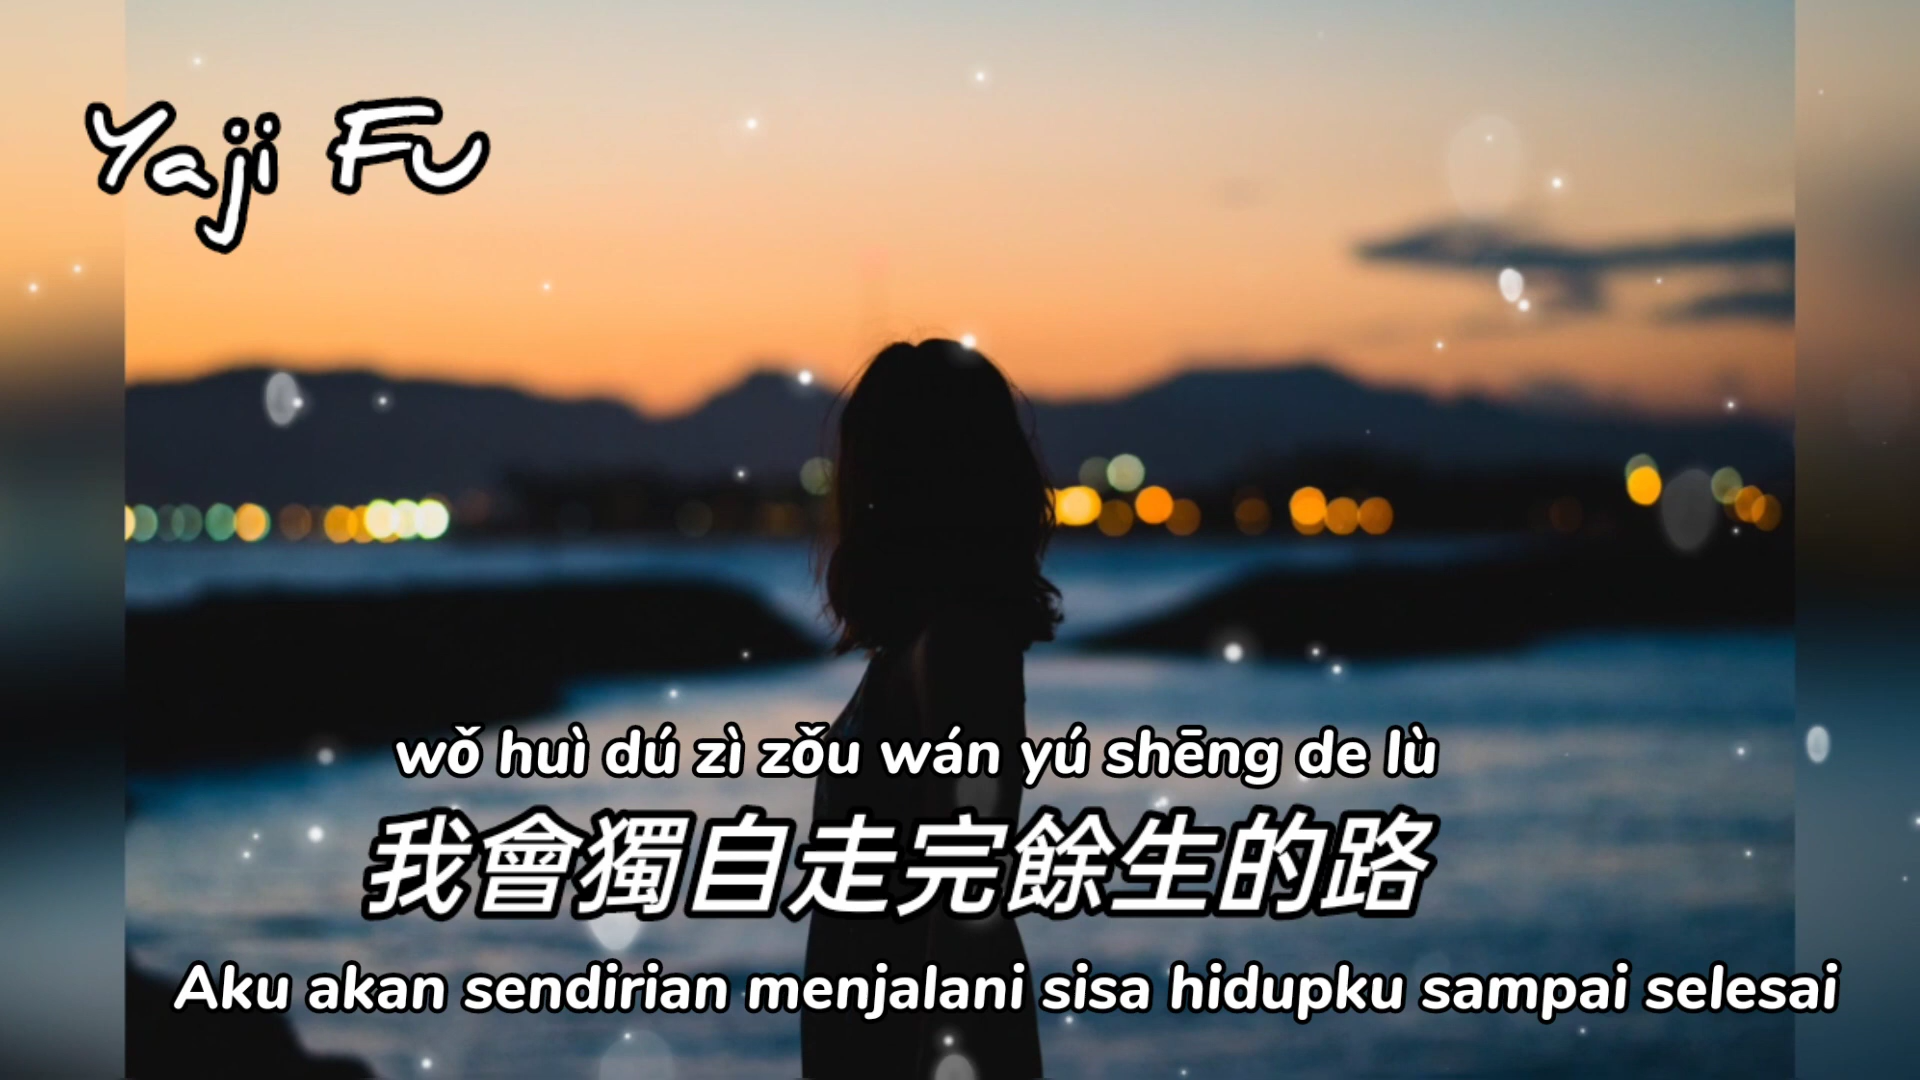 Yaji Fu
wǒ huì dú zì zǒu wán yú shēng de lù
我會獨自走完餘生的路
Aku akan sendirian menjalani sisa hidupku sampai selesai